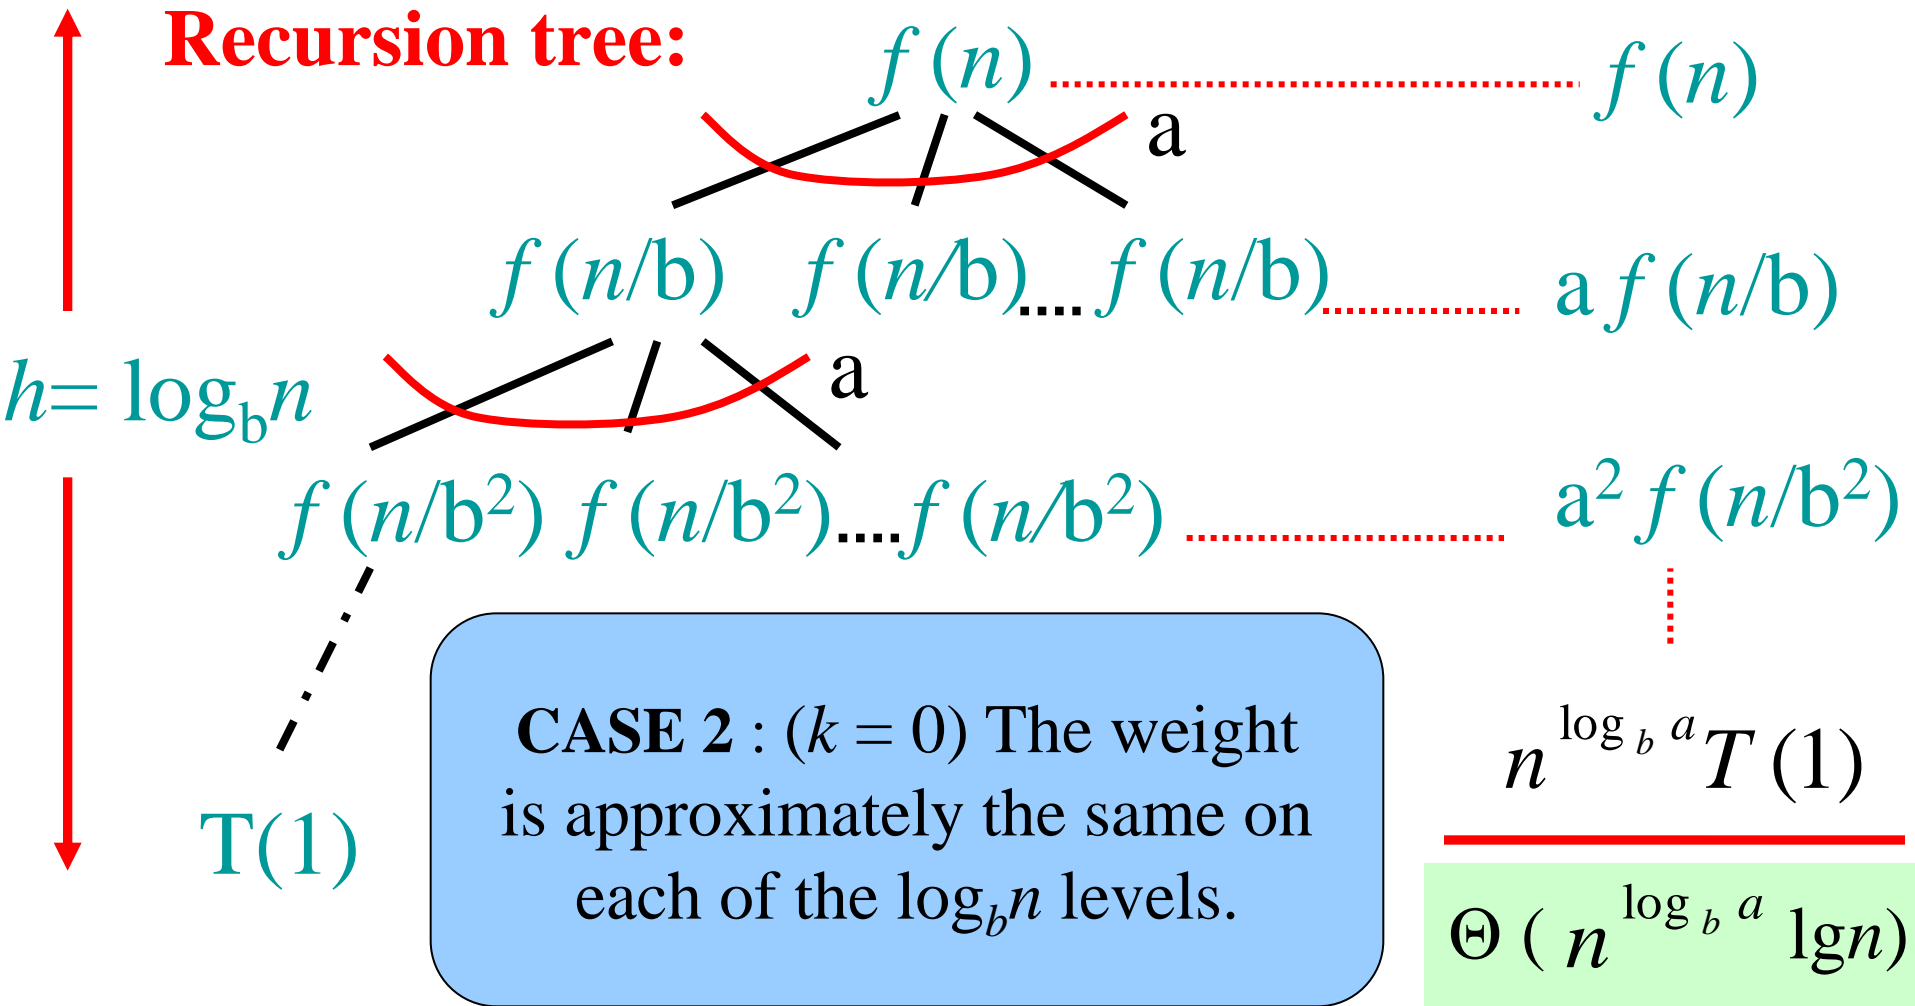 Recursion tree:
f (n) f (n)
a
f (n/b) f (n/b) .... f (n/b) a f (n/b)
a
h= log_b n
f (n/b²) f (n/b²) .... f (n/b²) a² f (n/b²)
CASE 2 : (k = 0) The weight
is approximately the same on
each of the log_b n levels.
T(1)
n^{log_b a} T (1)
Θ ( n^{log_b a} lgn)